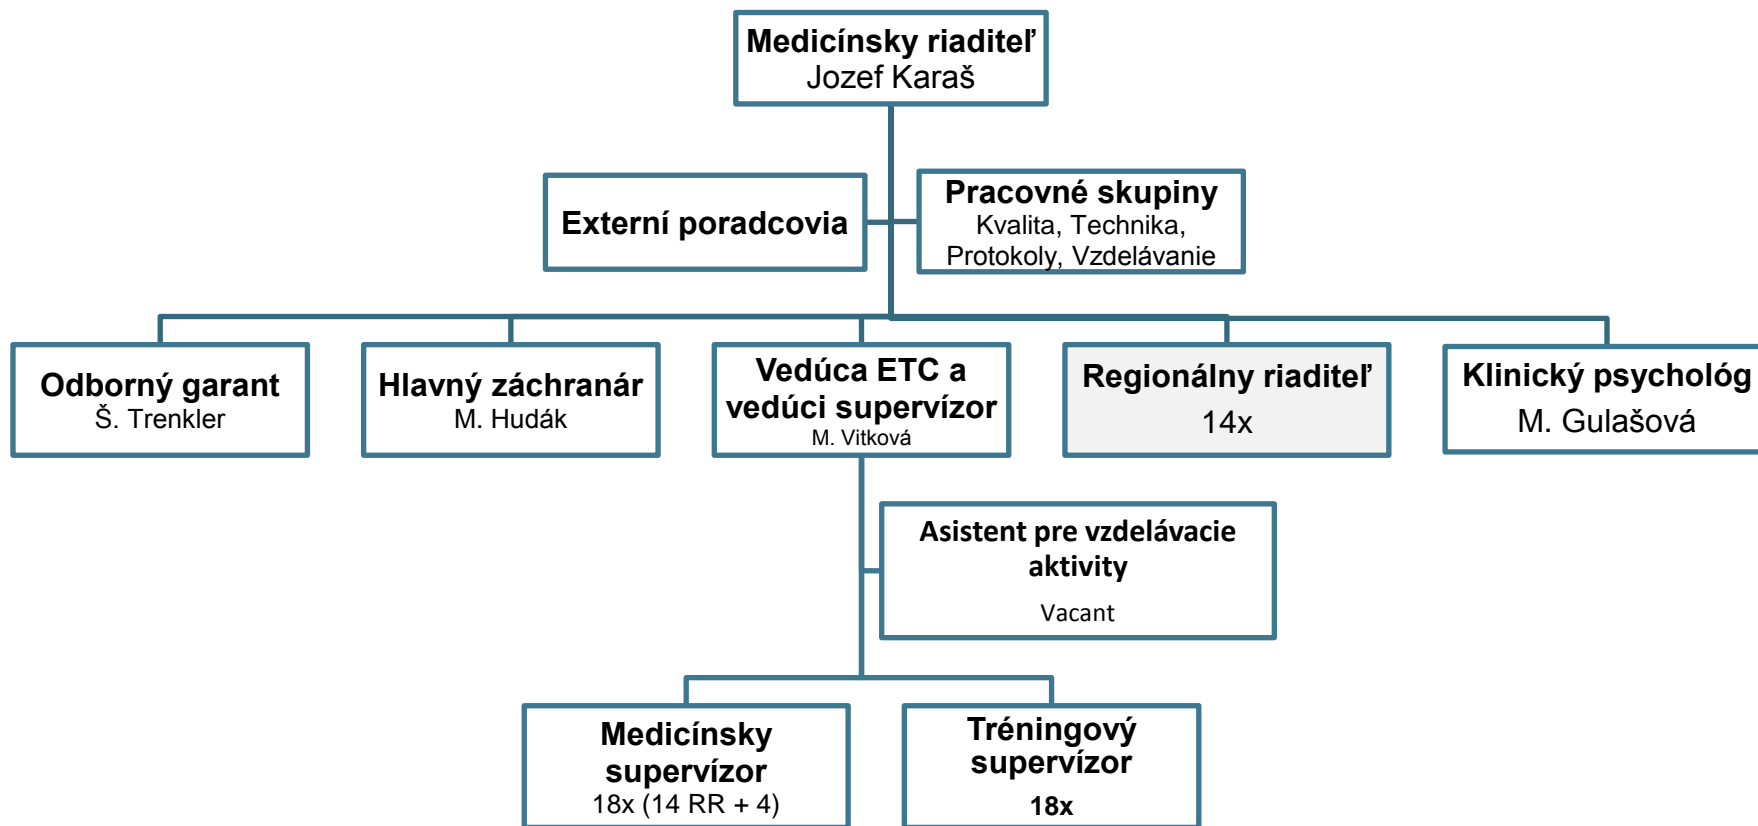 Medicínsky riaditeľ
Jozef Karaš
Externí poradcovia
Pracovné skupiny
Kvalita, Technika,
Protokoly, Vzdelávanie
Odborný garant
Š. Trenkler
Hlavný záchranár
M. Hudák
Vedúca ETC a
vedúci supervízor
M. Vitková
Regionálny riaditeľ
14x
Klinický psychológ
M. Gulašová
Asistent pre vzdelávacie
aktivity
Vacant
Medicínsky
supervízor
18x (14 RR + 4)
Tréningový
supervízor
18x